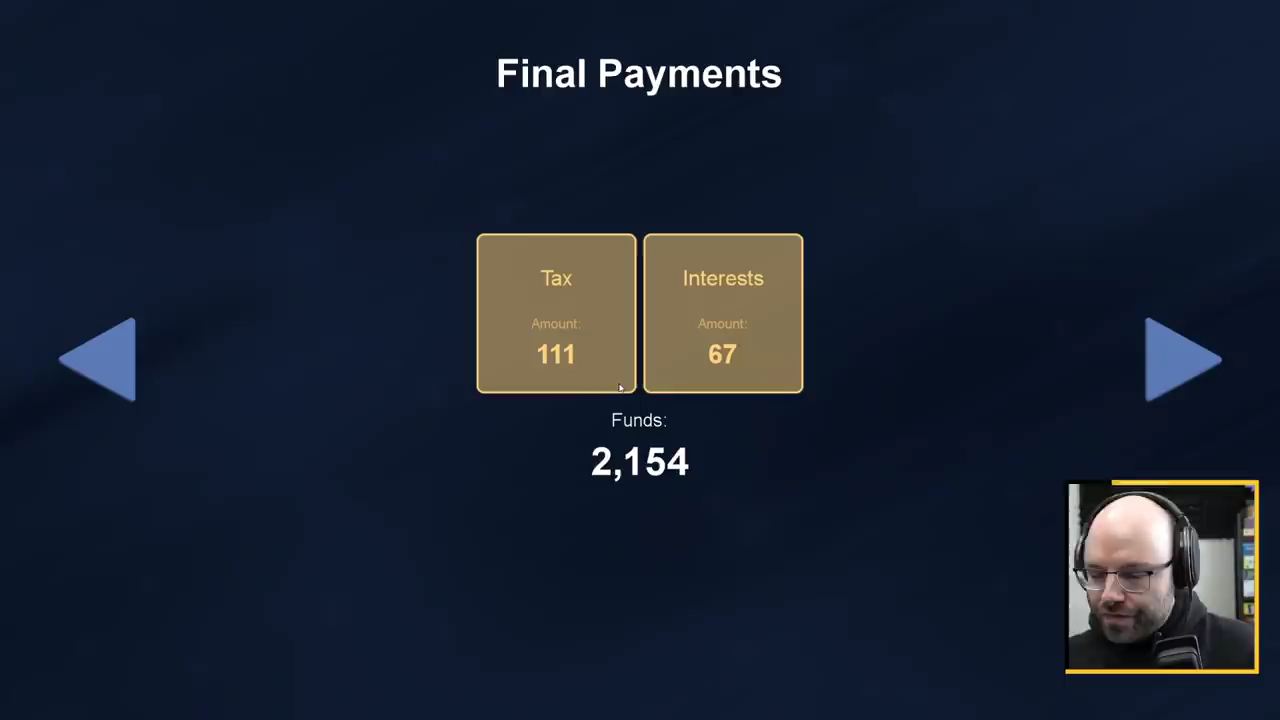 Final Payments
Tax
Amount:
111
Interests
Amount:
67
Funds:
2,154